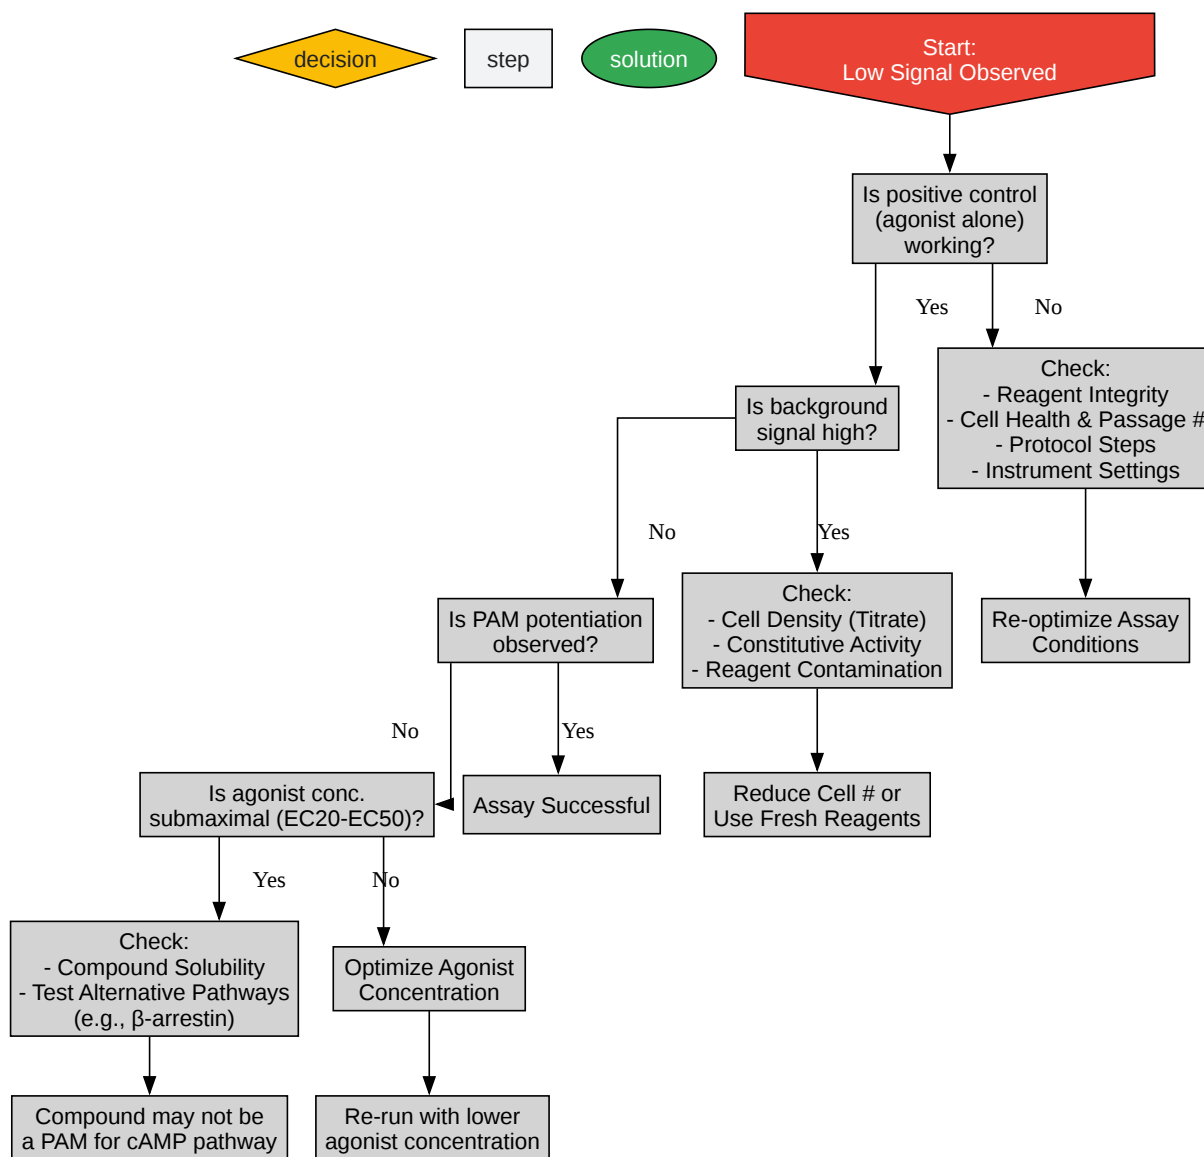 decision
step
solution
Start:
Low Signal Observed
Is positive control
(agonist alone)
working?
Yes
No
Check:
- Reagent Integrity
- Cell Health & Passage #
- Protocol Steps
- Instrument Settings
Is background
signal high?
No
Yes
Check:
- Cell Density (Titrate)
- Constitutive Activity
- Reagent Contamination
Re-optimize Assay
Conditions
Is PAM potentiation
observed?
No
Yes
Is agonist conc.
submaximal (EC20-EC50)?
Assay Successful
Reduce Cell # or
Use Fresh Reagents
Yes
No
Check:
- Compound Solubility
- Test Alternative Pathways
(e.g., β-arrestin)
Optimize Agonist
Concentration
Compound may not be
a PAM for cAMP pathway
Re-run with lower
agonist concentration